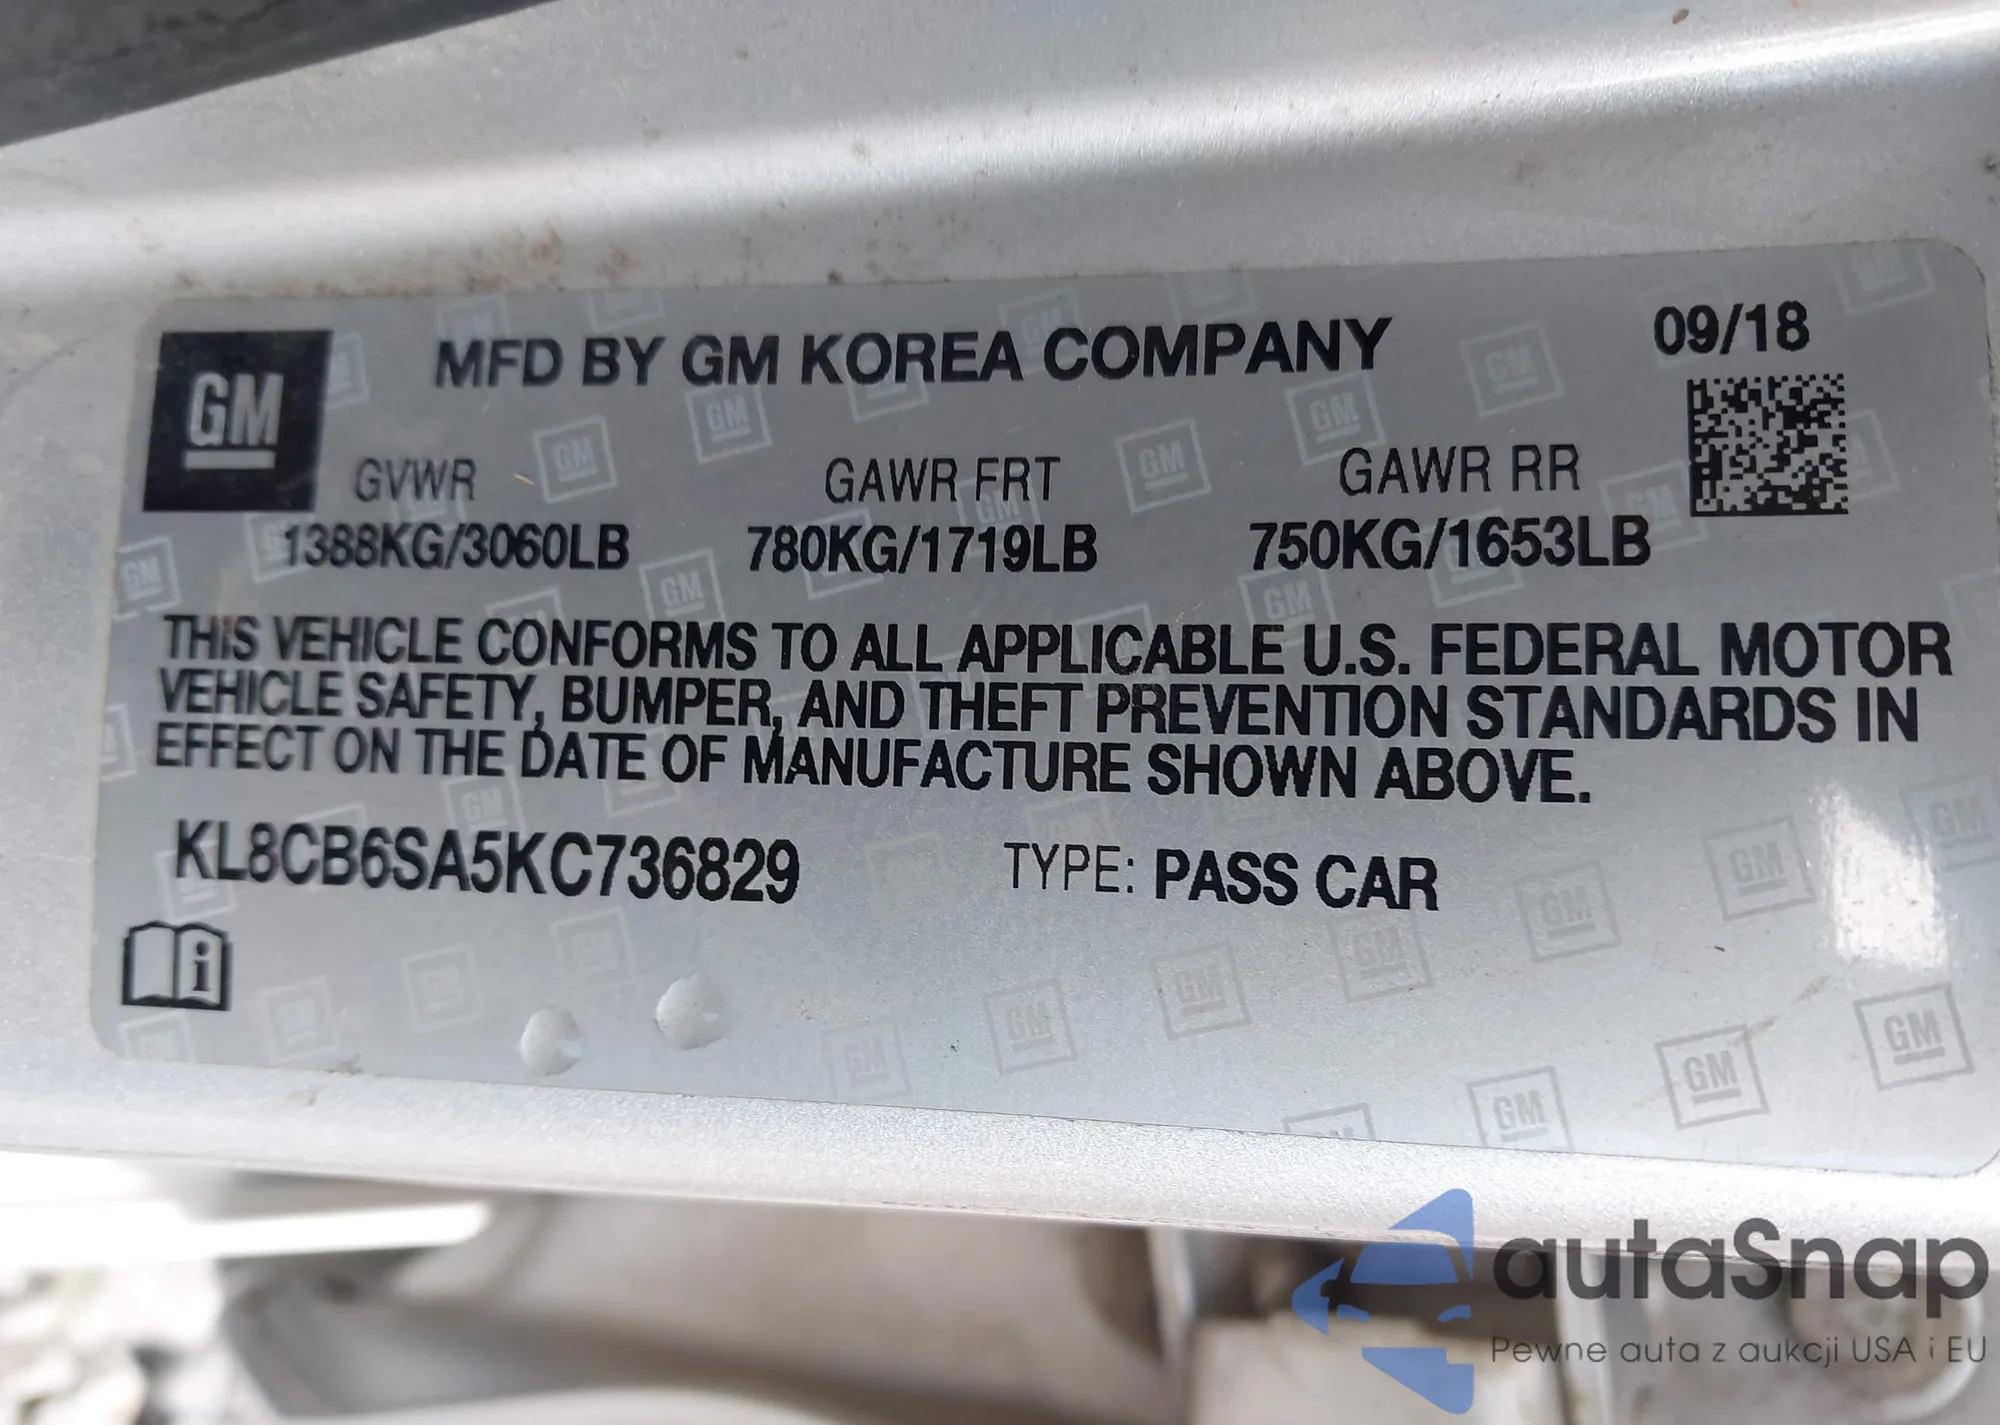 GM
MFD BY GM KOREA COMPANY
09/18
GVWR
GAWR FRT
GAWR RR
1388KG/3060LB
780KG/1719LB
750KG/1653LB
THIS VEHICLE CONFORMS TO ALL APPLICABLE U.S. FEDERAL MOTOR
VEHICLE SAFETY, BUMPER, AND THEFT PREVENTION STANDARDS IN
EFFECT ON THE DATE OF MANUFACTURE SHOWN ABOVE.
KL8CB6SA5KC736829
TYPE: PASS CAR
i
autaSnap
Pewne auta z aukcji USA i EU